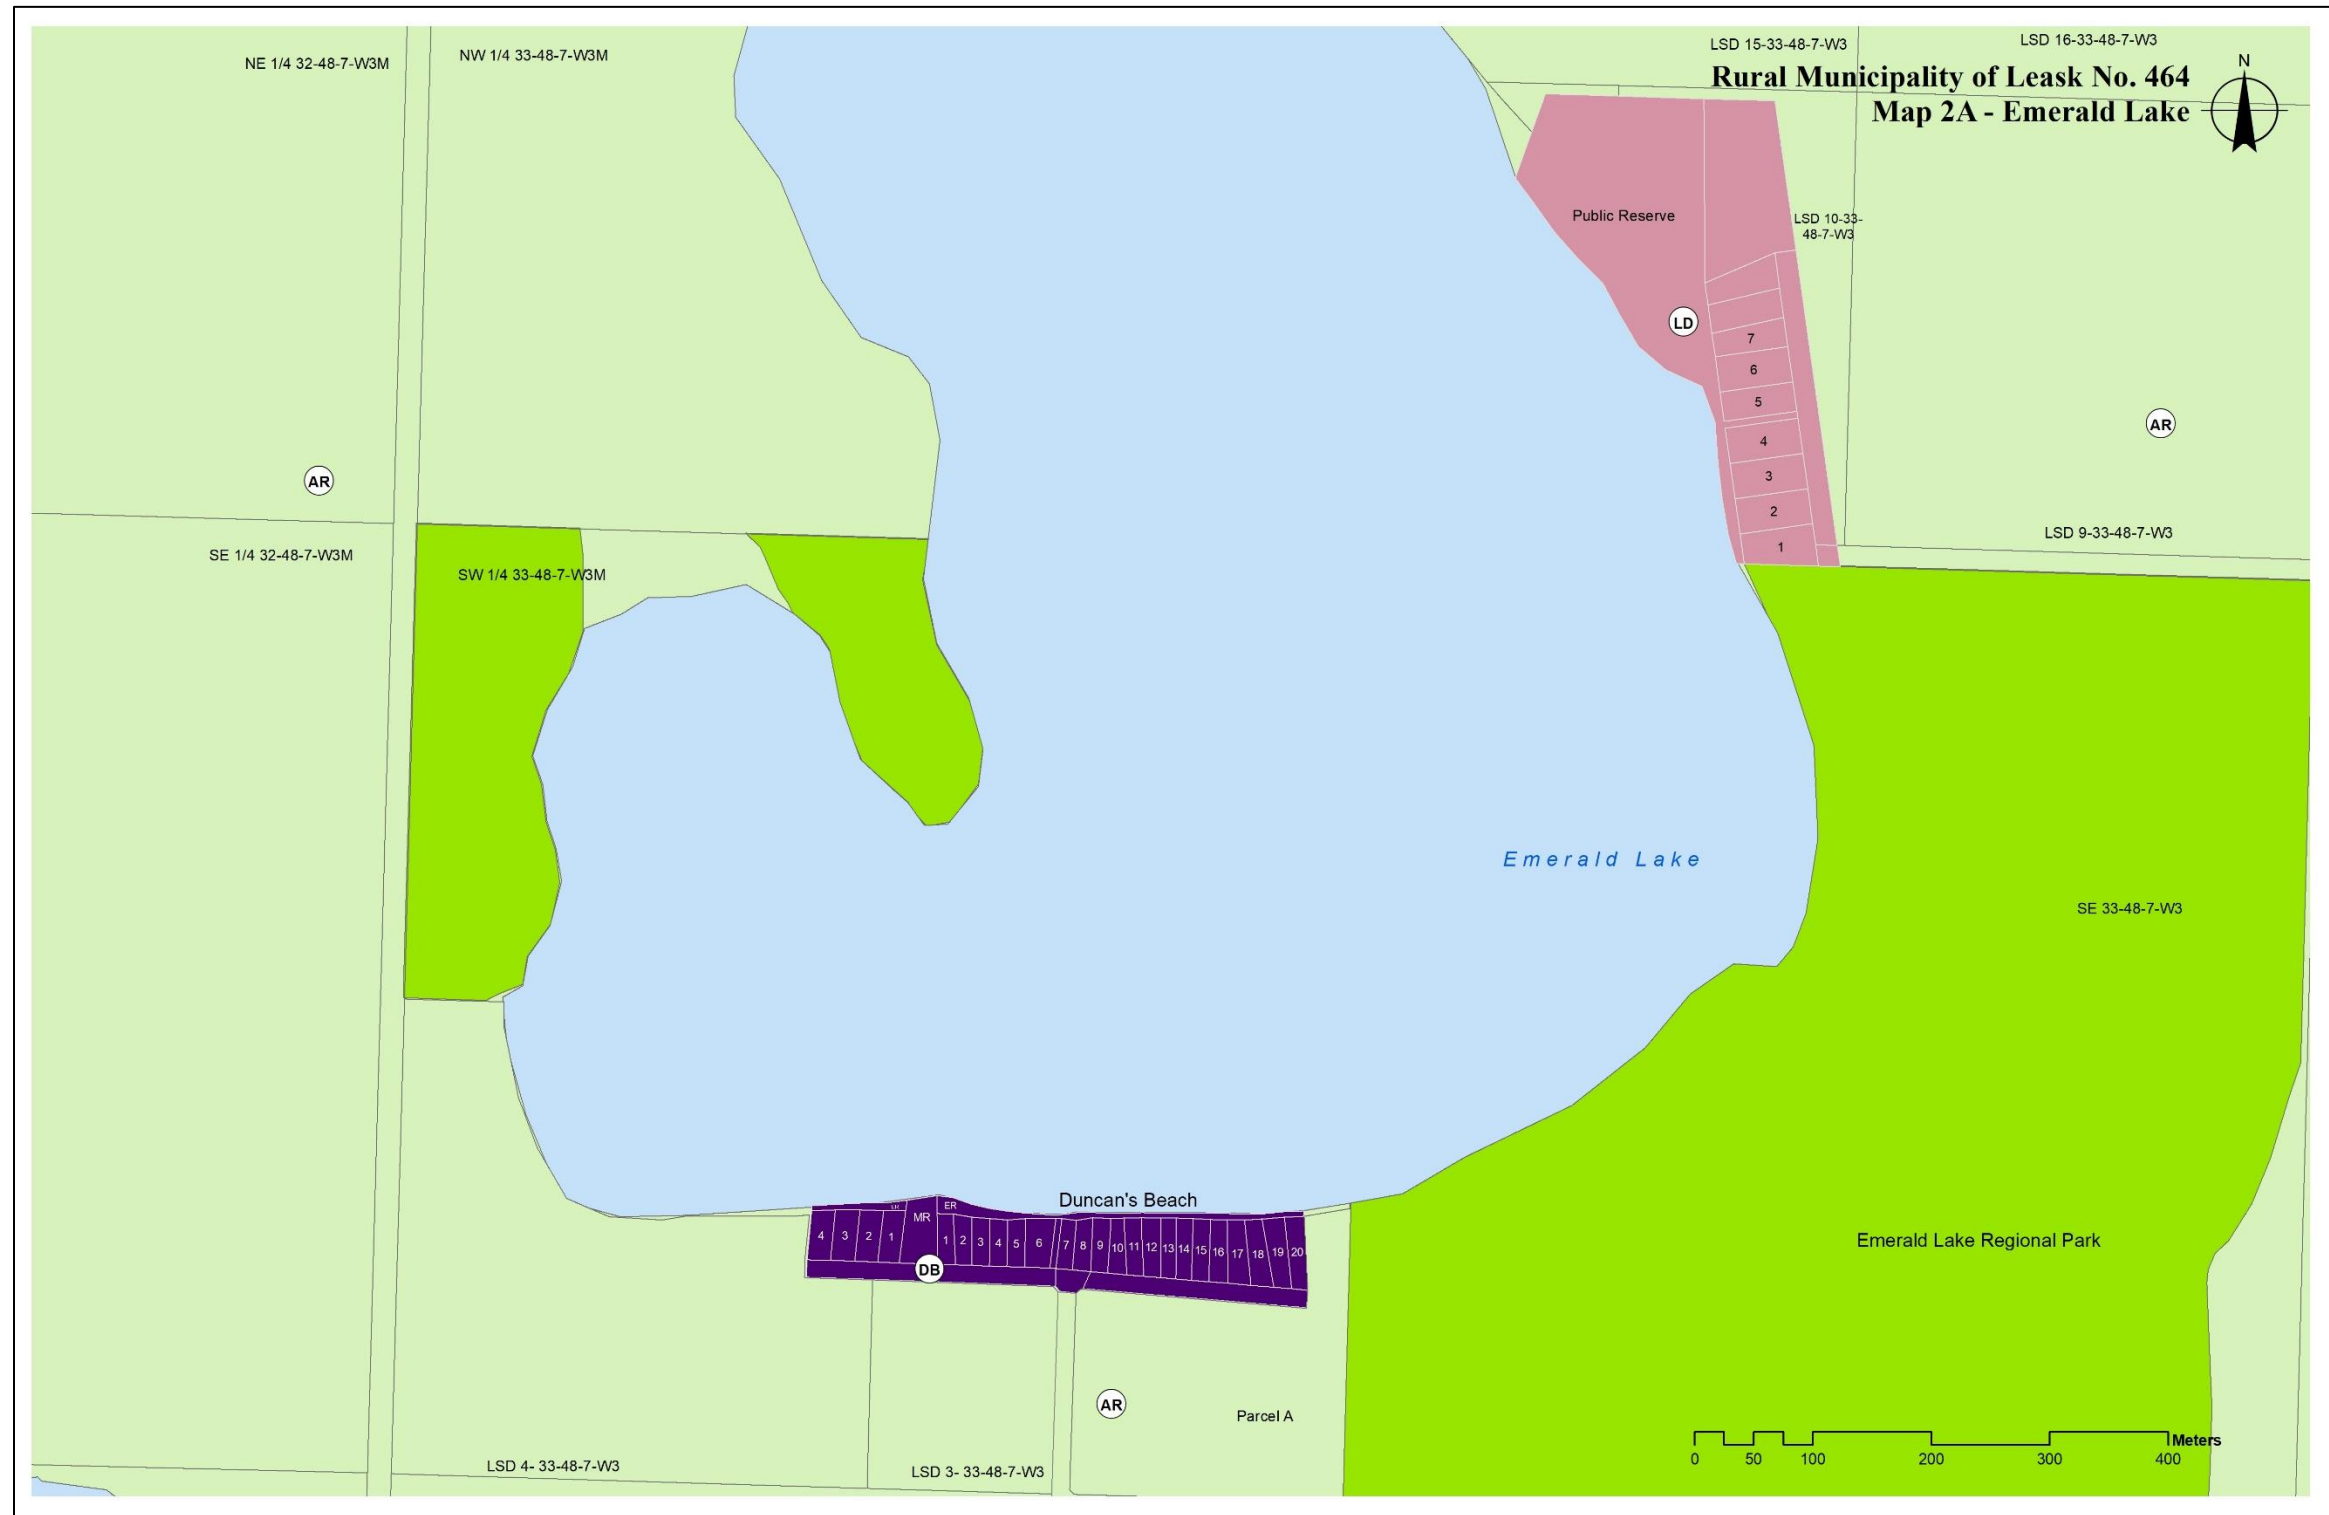 NE 1/4 32-48-7-W3M
NW 1/4 33-48-7-W3M
LSD 15-33-48-7-W3
LSD 16-33-48-7-W3
Rural Municipality of Leask No. 464
Map 2A - Emerald Lake
N
Public Reserve
LSD 10-33-
48-7-W3
LD
7
6
5
4
3
2
1
AR
AR
SE 1/4 32-48-7-W3M
SW 1/4 33-48-7-W3M
LSD 9-33-48-7-W3
Emerald Lake
SE 33-48-7-W3
Duncan's Beach
ER
MR
4 3 2 1
1 2 3 4 5 6 7 8 9 10 11 12 13 14 15 16 17 18 19 20
DB
Emerald Lake Regional Park
AR
Parcel A
LSD 4- 33-48-7-W3
LSD 3- 33-48-7-W3
Meters
0 50 100 200 300 400